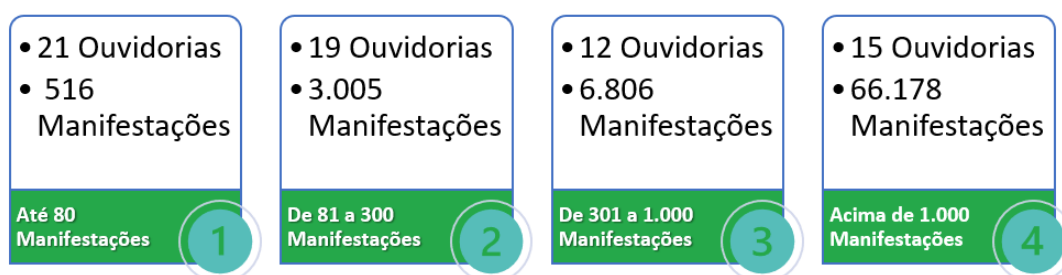 • 21 Ouvidorias
• 516
Manifestações
Até 80
Manifestações
1
• 19 Ouvidorias
• 3.005
Manifestações
De 81 a 300
Manifestações
2
• 12 Ouvidorias
• 6.806
Manifestações
De 301 a 1.000
Manifestações
3
• 15 Ouvidorias
• 66.178
Manifestações
Acima de 1.000
Manifestações
4